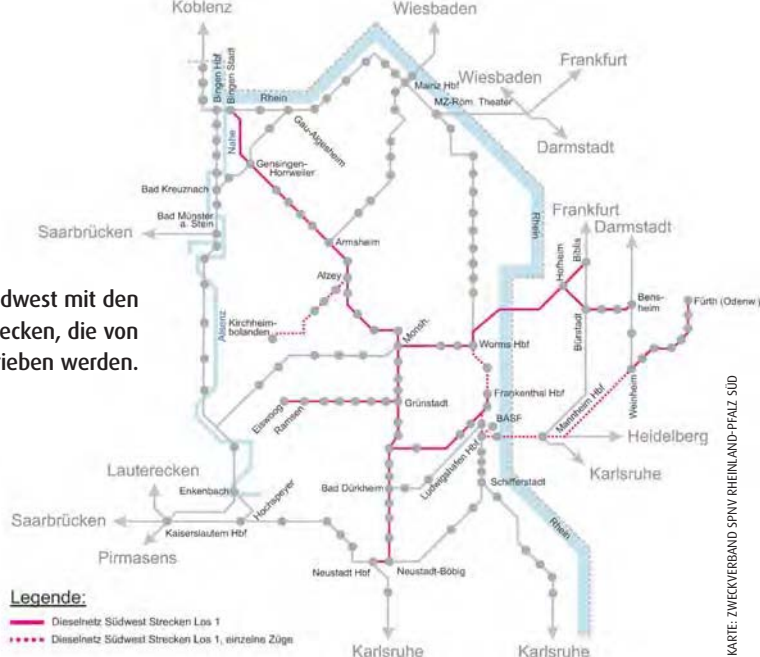 Koblenz
Wiesbaden
Bingen Hbf
Bingen Stadt
Rhein
Mainz Hbf
Wiesbaden
Frankfurt
MZ-Röm. Theater
Gau-Algesheim
Darmstadt
Nahe
Gensingen-
Horrweiler
Bad Kreuznach
Bad Münster
a. Stein
Saarbrücken
Rhein
Armsheim
Frankfurt
Darmstadt
Hofheim
Biblis
Alzey
dwest mit den
ecken, die von
rieben werden.
Alsenz
Kirchheim-
bolanden
Monsh.
Worms Hbf
Bürstadt
Bens-
heim
Fürth (Odenw.)
Eiswoog
Ramsen
Grünstadt
Frankenthal Hbf
BASF
Mannheim Hbf
Weinheim
Heidelberg
Karlsruhe
Ludwigshafen Hbf
Lauterecken
Enkenbach
Hochspeyer
Bad Dürkheim
Schifferstadt
Saarbrücken
Kaiserslautern Hbf
Pirmasens
Rhein
Neustadt Hbf
Neustadt-Böbig
Legende:
Dieselnetz Südwest Strecken Los 1
Dieselnetz Südwest Strecken Los 1, einzelne Züge
Karlsruhe
Karlsruhe
KARTE: ZWECKVERBAND SPNV RHEINLAND-PFALZ SÜD